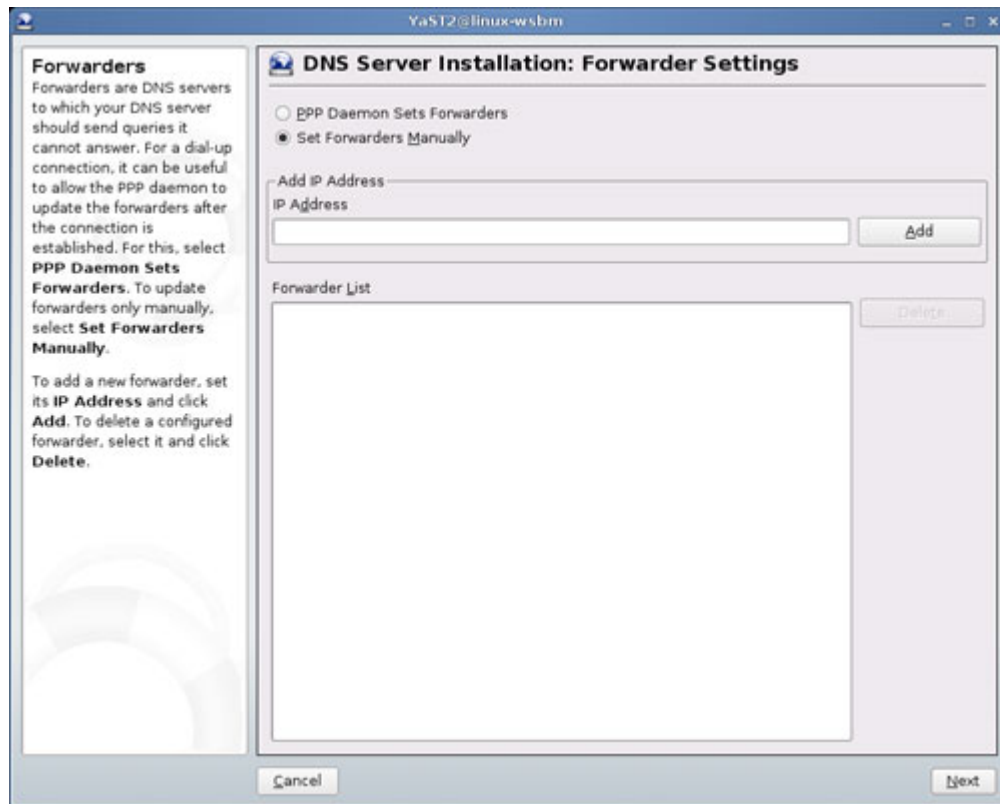 YaST2@linux-wsbm
Forwarders
Forwarders are DNS servers
to which your DNS server
should send queries it
cannot answer. For a dial-up
connection, it can be useful
to allow the PPP daemon to
update the forwarders after
the connection is
established. For this, select
PPP Daemon Sets
Forwarders. To update
forwarders only manually,
select Set Forwarders
Manually.
To add a new forwarder, set
its IP Address and click
Add. To delete a configured
forwarder, select it and click
Delete.
DNS Server Installation: Forwarder Settings
PPP Daemon Sets Forwarders
Set Forwarders Manually
Add IP Address
IP Address
Add
Forwarder List
Delete
Cancel
Next